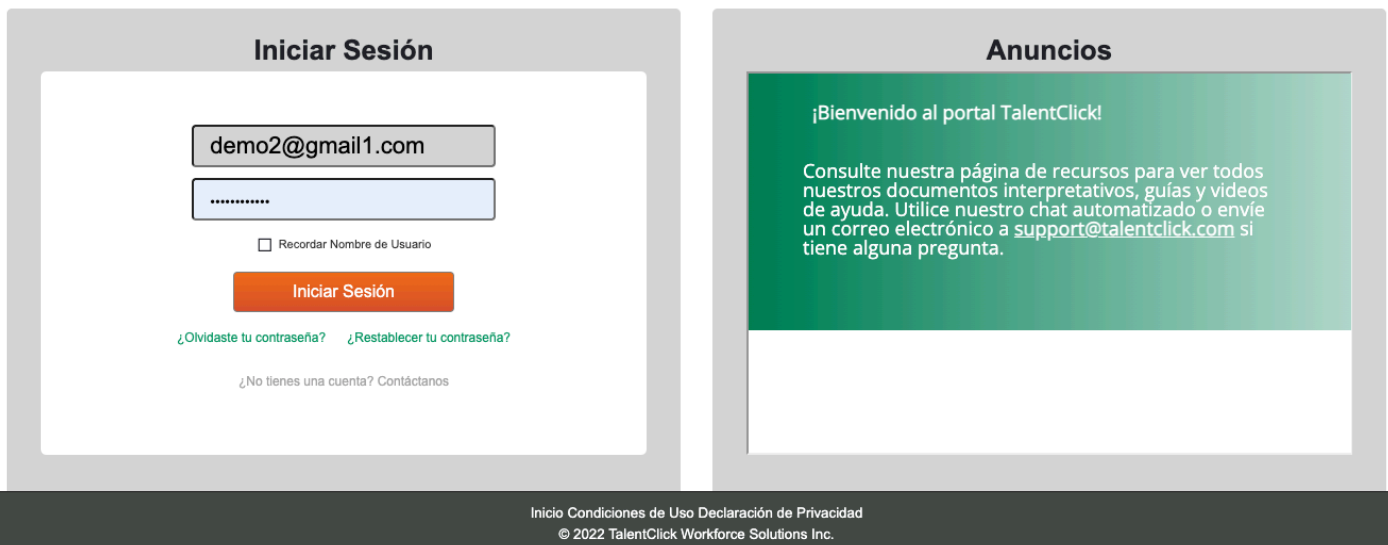 Iniciar Sesión
demo2@gmail1.com
••••••••••••
Recordar Nombre de Usuario
Iniciar Sesión
¿Olvidaste tu contraseña? ¿Restablecer tu contraseña?
¿No tienes una cuenta? Contáctanos
Anuncios
¡Bienvenido al portal TalentClick!
Consulte nuestra página de recursos para ver todos
nuestros documentos interpretativos, guías y videos
de ayuda. Utilice nuestro chat automatizado o envíe
un correo electrónico a support@talentclick.com si
tiene alguna pregunta.
Inicio Condiciones de Uso Declaración de Privacidad
© 2022 TalentClick Workforce Solutions Inc.